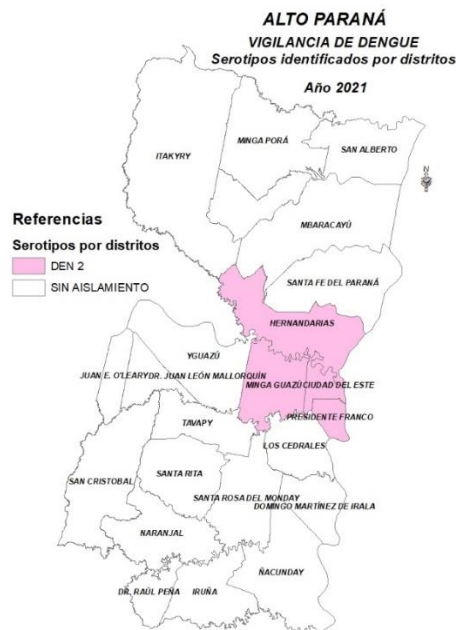 ALTO PARANÁ
VIGILANCIA DE DENGUE
Serotipos identificados por distritos
Año 2021
MINGA PORÁ
SAN ALBERTO
ITAKYRY
MBARACAYÚ
Referencias
Serotipos por distritos
DEN 2
SIN AISLAMIENTO
SANTA FE DEL PARANÁ
HERNANDARIAS
YGUAZÚ
JUAN E. O'LEARY
DR. JUAN LEÓN MALLORQUÍN
MINGA GUAZÚ
CIUDAD DEL ESTE
PRESIDENTE FRANCO
TAVAPY
LOS CEDRALES
SAN CRISTOBAL
SANTA RITA
SANTA ROSA DEL MONDAY
DOMINGO MARTÍNEZ DE IRALA
NARANJAL
ÑACUNDAY
DR. RAÚL PEÑA
IRUÑA